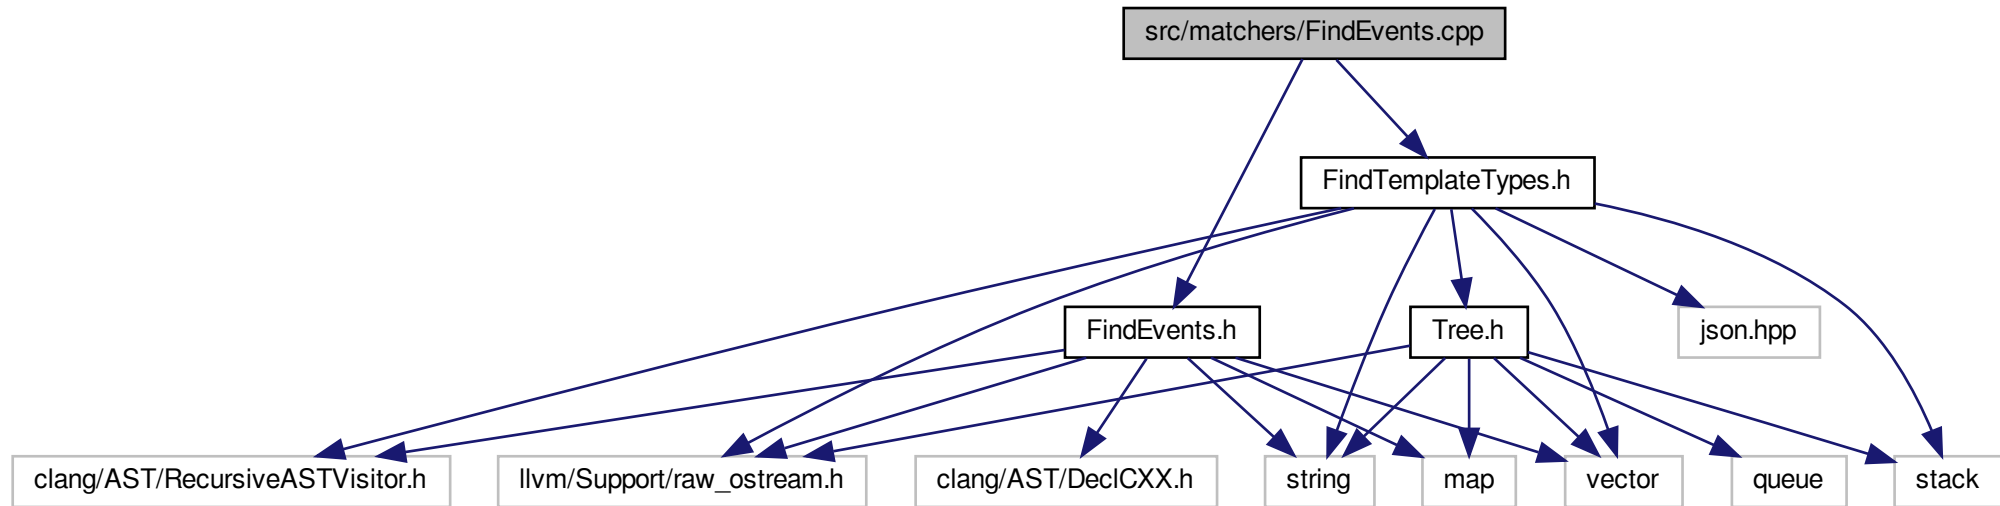 src/matchers/FindEvents.cpp
FindTemplateTypes.h
FindEvents.h
Tree.h
json.hpp
clang/AST/RecursiveASTVisitor.h
llvm/Support/raw_ostream.h
clang/AST/DeclCXX.h
string
map
vector
queue
stack